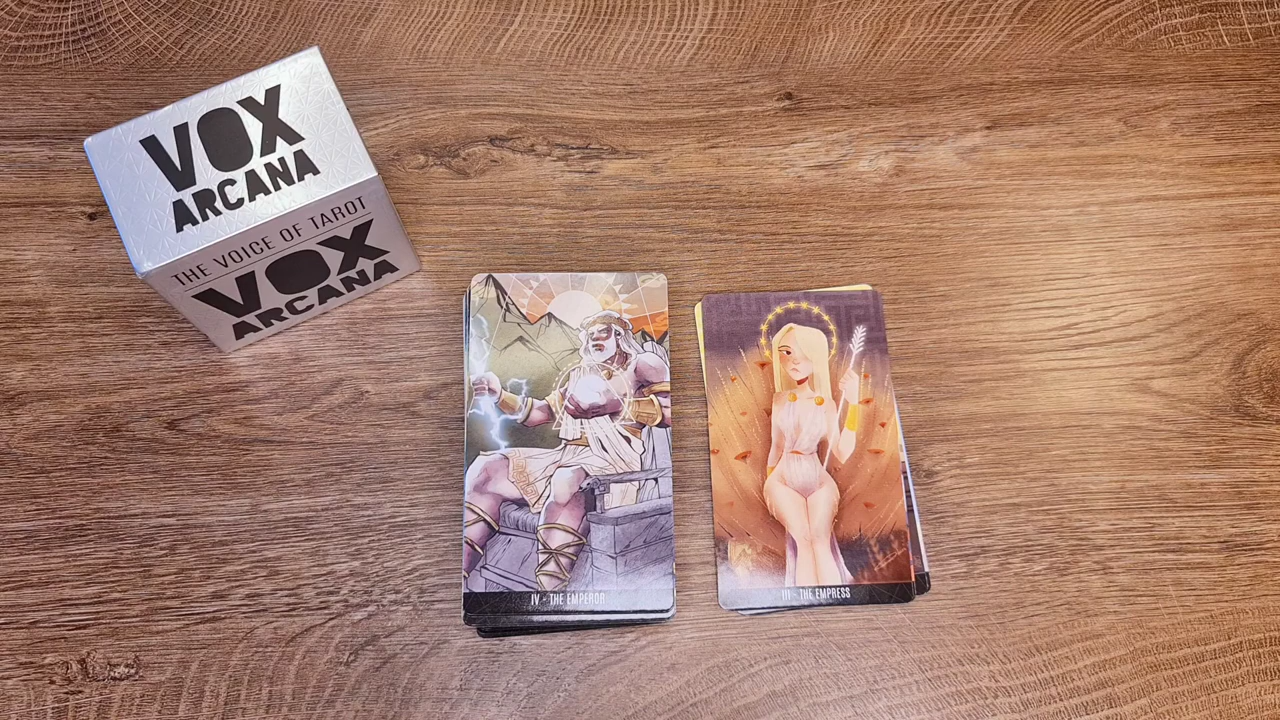 VOX
ARCANA
THE VOICE OF TAROT
VOX
ARCANA
IV - THE EMPEROR
III - THE EMPRESS